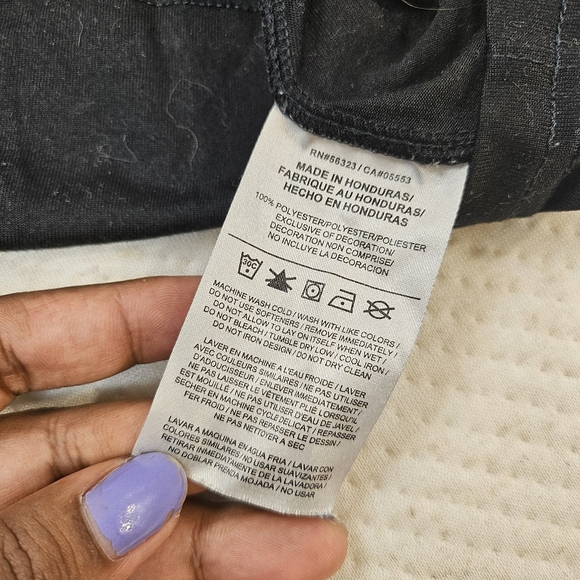 RN#56323 / CA#05553
MADE IN HONDURAS/
FABRIQUE AU HONDURAS/
HECHO EN HONDURAS
100% POLYESTER/POLYESTER/POLIESTER
EXCLUSIVE OF DECORATION/
DECORATION NON COMPRISE/
NO INCLUYE LA DECORACION
30C
MACHINE WASH COLD / WASH WITH LIKE COLORS /
DO NOT USE SOFTENERS / REMOVE IMMEDIATELY /
DO NOT ALLOW TO LAY ON ITSELF WHEN WET /
DO NOT BLEACH / TUMBLE DRY LOW / COOL IRON /
DO NOT IRON DESIGN / DO NOT DRY CLEAN
LAVER EN MACHINE A L'EAU FROIDE / LAVER
AVEC COULEURS SIMILAIRES / NE PAS UTILISER
D'ADOUCISSEUR / ENLEVER IMMEDIATEMENT /
NE PAS LAISSER LE VÊTEMENT PLIÉ LORSQU'IL
EST MOUILLÉ / NE PAS UTILISER D'EAU DE JAVEL /
SECHER EN MACHINE CYCLE DELICAT / REPASSER
FER FROID / NE PAS REPASSER LE DESSIN /
NE PAS NETTOYER A SEC
LAVAR A MAQUINA EN AGUA FRIA / LAVAR CON
COLORES SIMILARES / NO USAR SUAVIZANTES /
RETIRAR INMEDIATAMENTE DE LA LAVADORA /
NO DOBLAR PRENDA MOJADA / NO USAR